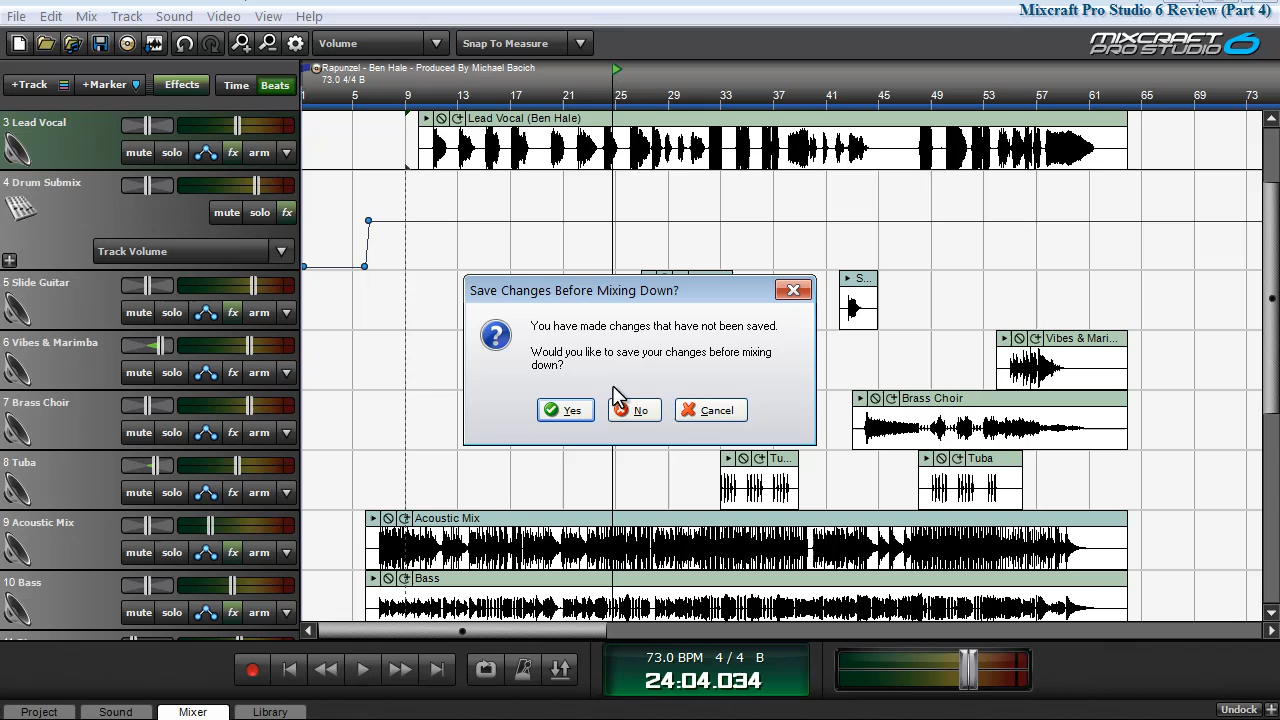 File Edit Mix Track Sound Video View Help
Mixcraft Pro Studio 6 Review (Part 4)
Volume
Snap To Measure
MIXCRAFT
PRO STUDIO 6
+Track
+Marker
Effects
Time
Beats
Rapunzel - Ben Hale - Produced By Michael Bacich
73.0 4/4 B
1 5 9 13 17 21 25 29 33 37 41 45 49 53 57 61 65 69 73
3 Lead Vocal
mute solo fx arm
Lead Vocal (Ben Hale)
4 Drum Submix
mute solo fx
Track Volume
5 Slide Guitar
mute solo fx arm
S...
6 Vibes & Marimba
mute solo fx arm
Vibes & Mari...
7 Brass Choir
mute solo fx arm
Brass Choir
8 Tuba
mute solo fx arm
Tu...
Tuba
9 Acoustic Mix
mute solo fx arm
Acoustic Mix
10 Bass
mute solo fx arm
Bass
Save Changes Before Mixing Down?
You have made changes that have not been saved.
Would you like to save your changes before mixing
down?
Yes
No
Cancel
73.0 BPM 4 / 4 B
24:04.034
Project
Sound
Mixer
Library
Undock